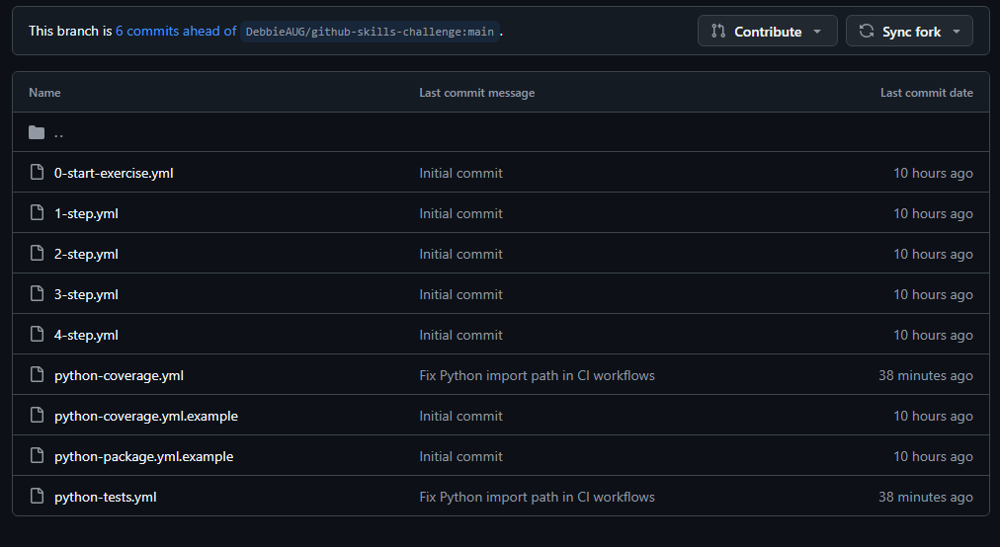 This branch is 6 commits ahead of DebbieAUG/github-skills-challenge:main .
Contribute
Sync fork
Name Last commit message Last commit date
..
0-start-exercise.yml Initial commit 10 hours ago
1-step.yml Initial commit 10 hours ago
2-step.yml Initial commit 10 hours ago
3-step.yml Initial commit 10 hours ago
4-step.yml Initial commit 10 hours ago
python-coverage.yml Fix Python import path in CI workflows 38 minutes ago
python-coverage.yml.example Initial commit 10 hours ago
python-package.yml.example Initial commit 10 hours ago
python-tests.yml Fix Python import path in CI workflows 38 minutes ago